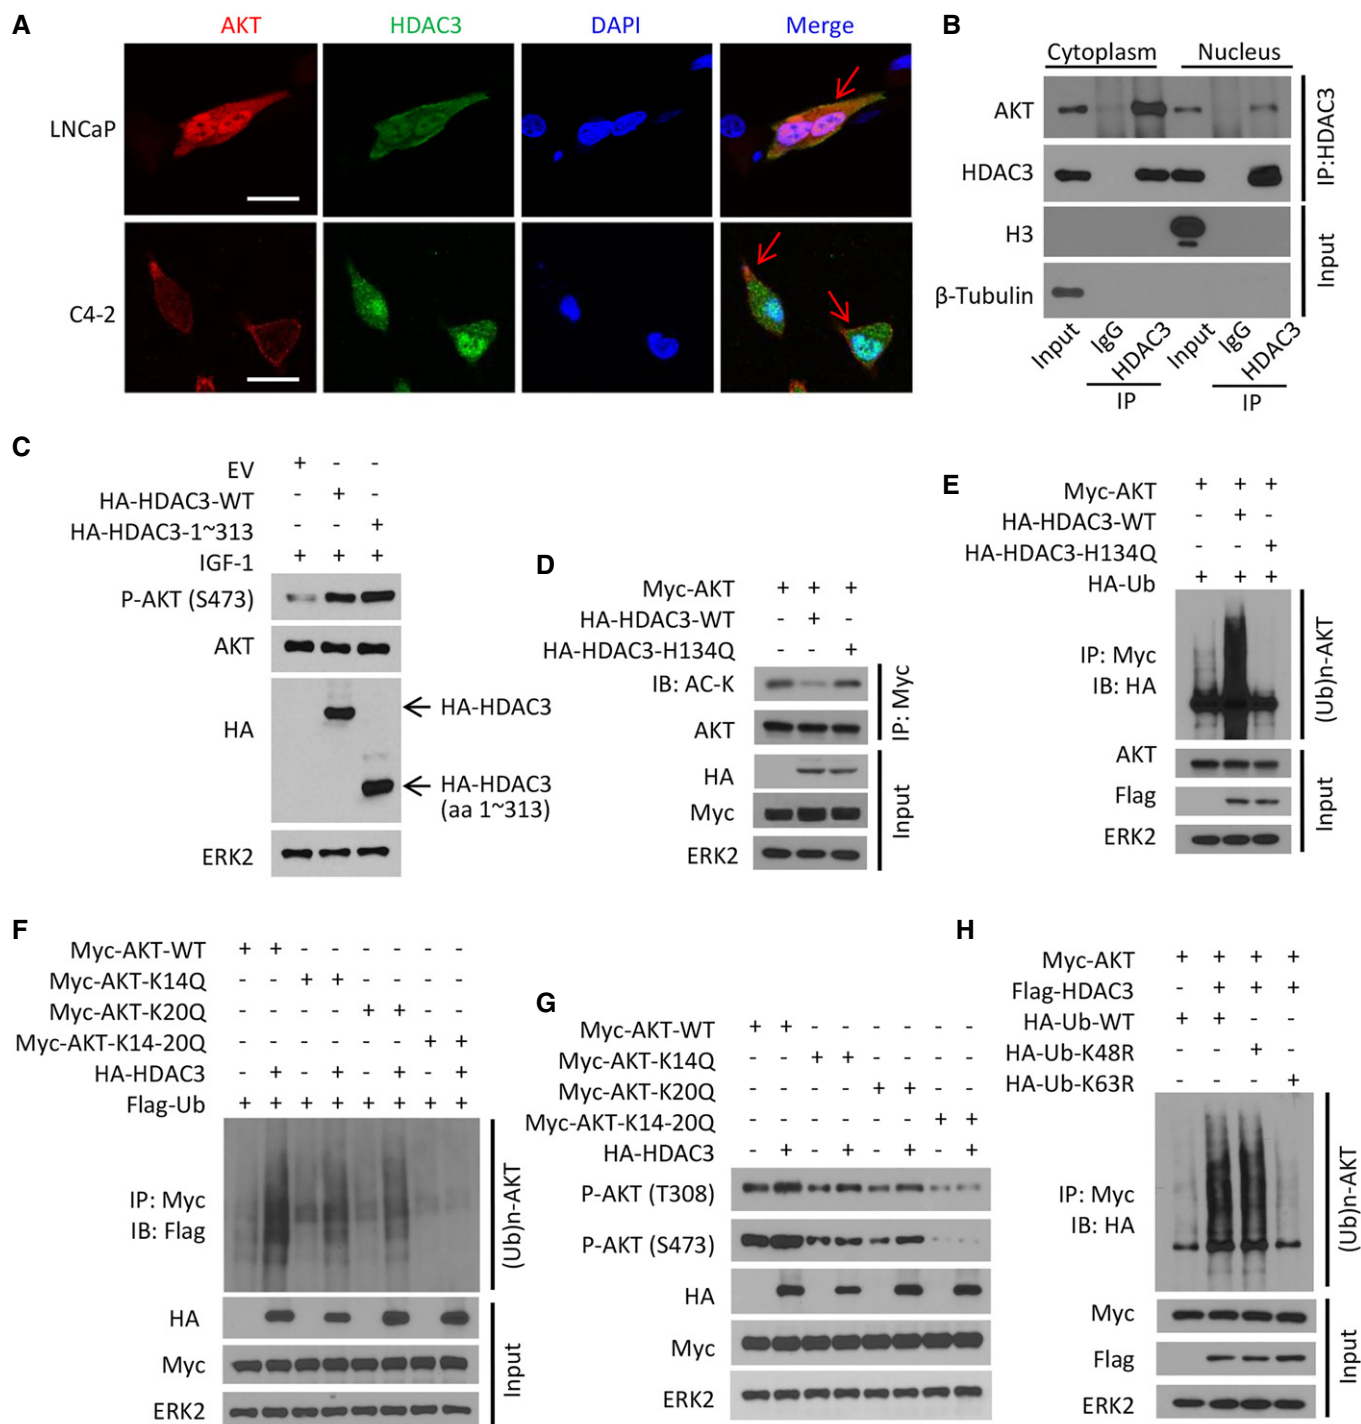 A
AKT HDAC3 DAPI Merge
LNCaP
C4-2
B
Cytoplasm Nucleus
AKT
HDAC3
IP:HDAC3
H3
β-Tubulin
Input
Input IgG HDAC3 Input IgG HDAC3
IP IP
C
EV + - -
HA-HDAC3-WT - + -
HA-HDAC3-1~313 - - +
IGF-1 + + +
P-AKT (S473)
AKT
HA
HA-HDAC3
HA-HDAC3
(aa 1~313)
ERK2
D
Myc-AKT + + +
HA-HDAC3-WT - + -
HA-HDAC3-H134Q - - +
IB: AC-K
AKT
IP: Myc
HA
Myc
ERK2
Input
E
Myc-AKT + + +
HA-HDAC3-WT - + -
HA-HDAC3-H134Q - - +
HA-Ub + + +
IP: Myc
IB: HA
(Ub)n-AKT
AKT
Flag
ERK2
Input
F
Myc-AKT-WT + + - - - - - -
Myc-AKT-K14Q - - + + - - - -
Myc-AKT-K20Q - - - - + + - -
Myc-AKT-K14-20Q - - - - - - + +
HA-HDAC3 - + - + - + - +
Flag-Ub + + + + + + + +
IP: Myc
IB: Flag
(Ub)n-AKT
HA
Myc
ERK2
Input
G
Myc-AKT-WT + + - - - - - -
Myc-AKT-K14Q - - + + - - - -
Myc-AKT-K20Q - - - - + + - -
Myc-AKT-K14-20Q - - - - - - + +
HA-HDAC3 - + - + - + - +
P-AKT (T308)
P-AKT (S473)
HA
Myc
ERK2
H
Myc-AKT + + + +
Flag-HDAC3 - + + +
HA-Ub-WT + + - -
HA-Ub-K48R - - + -
HA-Ub-K63R - - - +
IP: Myc
IB: HA
(Ub)n-AKT
Myc
Flag
ERK2
Input